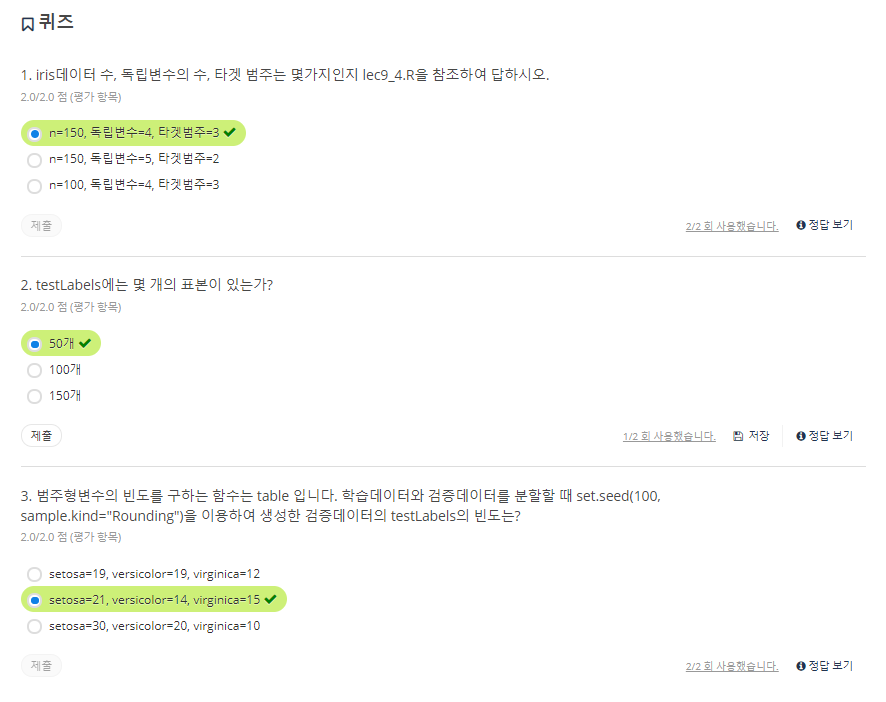 퀴즈
1. iris데이터 수, 독립변수의 수, 타겟 범주는 몇가지인지 lec9_4.R을 참조하여 답하시오.
2.0/2.0 점 (평가 항목)
n=150, 독립변수=4, 타겟범주=3
n=150, 독립변수=5, 타겟범주=2
n=100, 독립변수=4, 타겟범주=3
제출 2/2 회 사용했습니다. 정답 보기
2. testLabels에는 몇 개의 표본이 있는가?
2.0/2.0 점 (평가 항목)
50개
100개
150개
제출 1/2 회 사용했습니다. 저장 정답 보기
3. 범주형변수의 빈도를 구하는 함수는 table 입니다. 학습데이터와 검증데이터를 분할할 때 set.seed(100,
sample.kind="Rounding")을 이용하여 생성한 검증데이터의 testLabels의 빈도는?
2.0/2.0 점 (평가 항목)
setosa=19, versicolor=19, virginica=12
setosa=21, versicolor=14, virginica=15
setosa=30, versicolor=20, virginica=10
제출 2/2 회 사용했습니다. 정답 보기